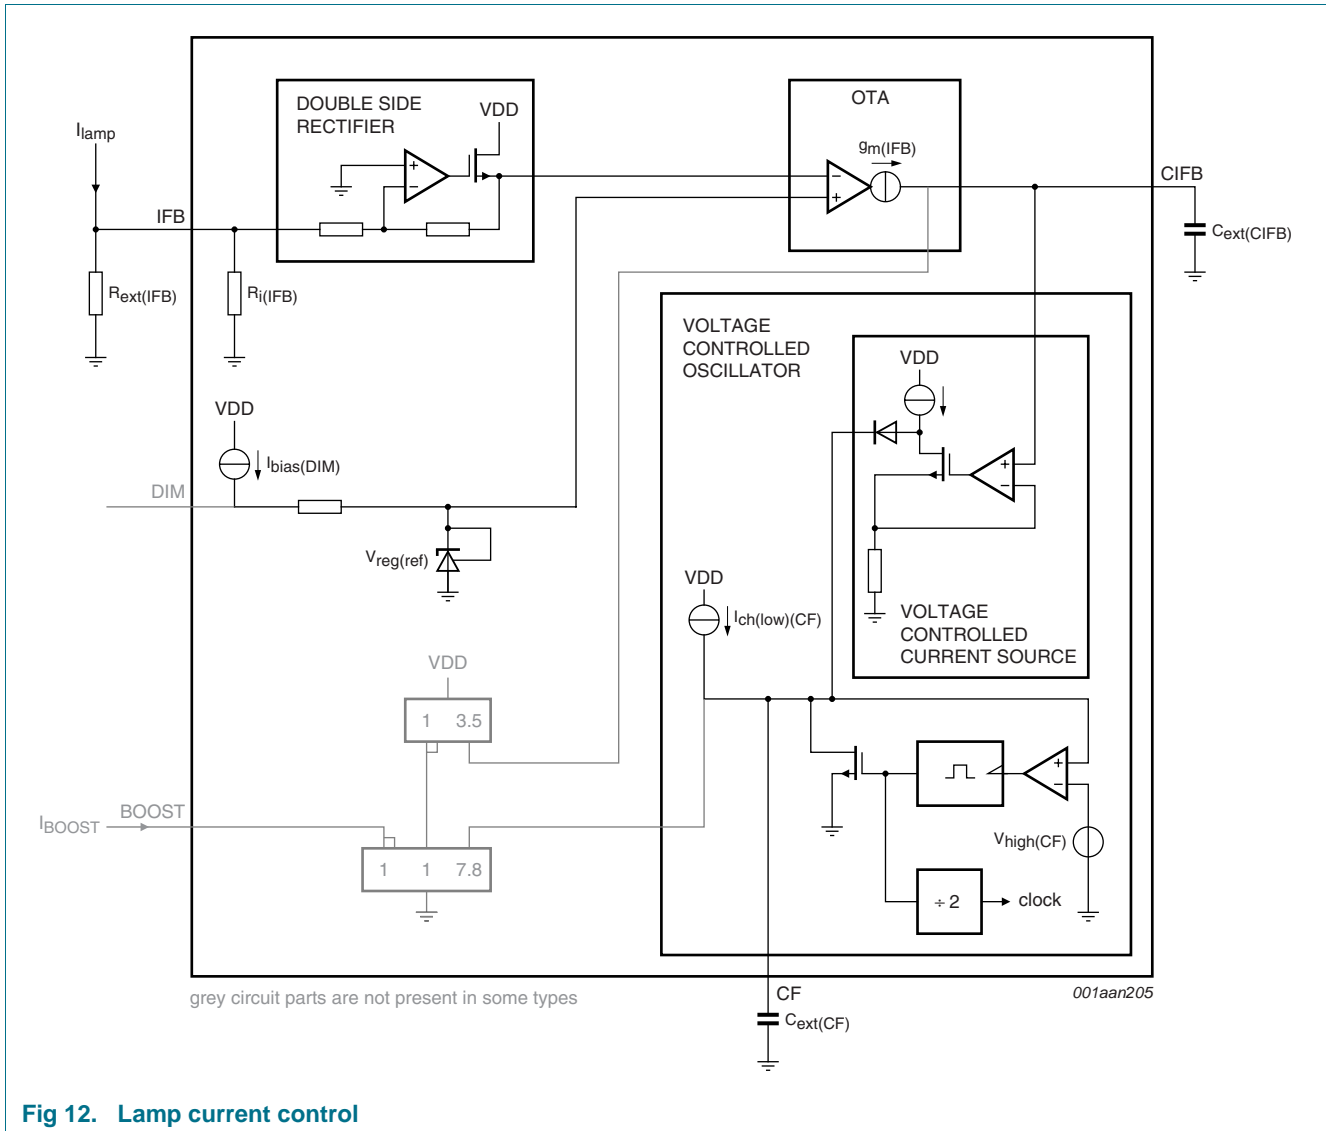 DOUBLE SIDE
RECTIFIER
VDD
OTA
gm(IFB)
Ilamp
IFB
CIFB
Cext(CIFB)
Rext(IFB)
Ri(IFB)
VOLTAGE
CONTROLLED
OSCILLATOR
VDD
VDD
Ibias(DIM)
DIM
Vreg(ref)
VDD
Ich(low)(CF)
VOLTAGE
CONTROLLED
CURRENT SOURCE
VDD
1 3.5
BOOST
IBOOST
1 1 7.8
Vhigh(CF)
÷ 2
clock
grey circuit parts are not present in some types
CF
001aan205
Cext(CF)
Fig 12. Lamp current control